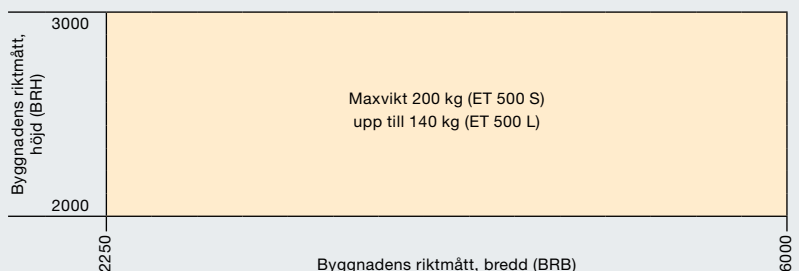 3000
Byggnadens riktmått,
höjd (BRH)
Maxvikt 200 kg (ET 500 S)
upp till 140 kg (ET 500 L)
2000
2250
Byggnadens riktmått, bredd (BRB)
6000